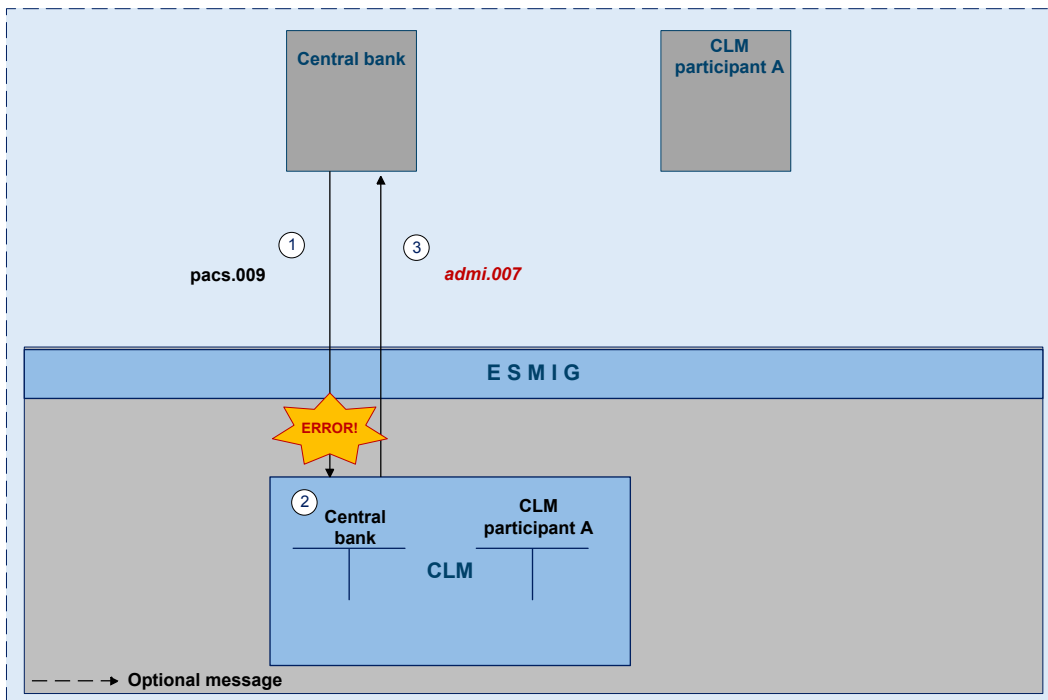 Central bank
CLM
participant A
1
3
pacs.009
admi.007
E S M I G
ERROR!
2
Central
bank
CLM
participant A
CLM
Optional message